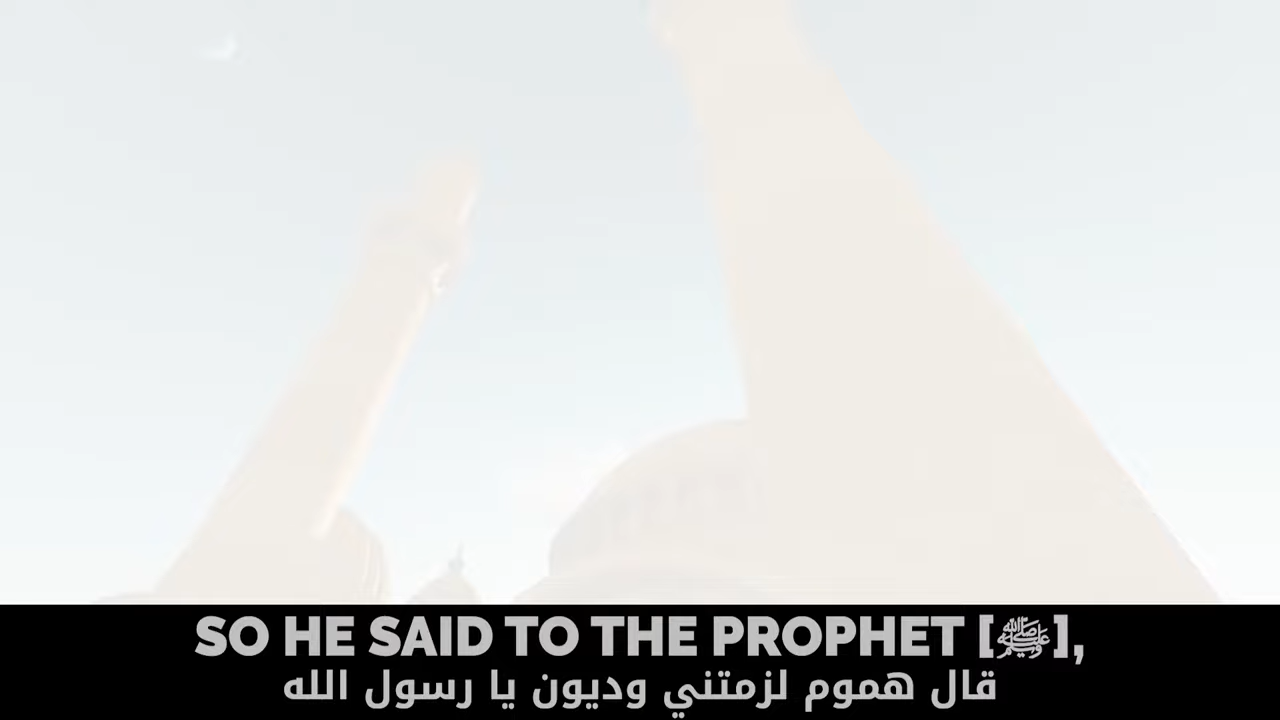 SO HE SAID TO THE PROPHET [ﷺ],
قال هموم لزمتني وديون يا رسول الله